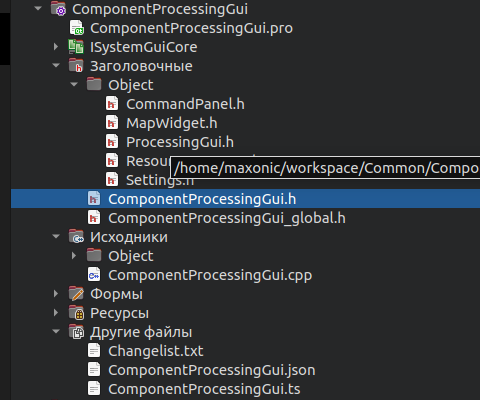 ComponentProcessingGui
ComponentProcessingGui.pro
ISystemGuiCore
Заголовочные
Object
CommandPanel.h
MapWidget.h
ProcessingGui.h
/home/maxonic/workspace/Common/Compo
Settings.h
ComponentProcessingGui.h
ComponentProcessingGui_global.h
Исходники
Object
ComponentProcessingGui.cpp
Формы
Ресурсы
Другие файлы
Changelist.txt
ComponentProcessingGui.json
ComponentProcessingGui.ts